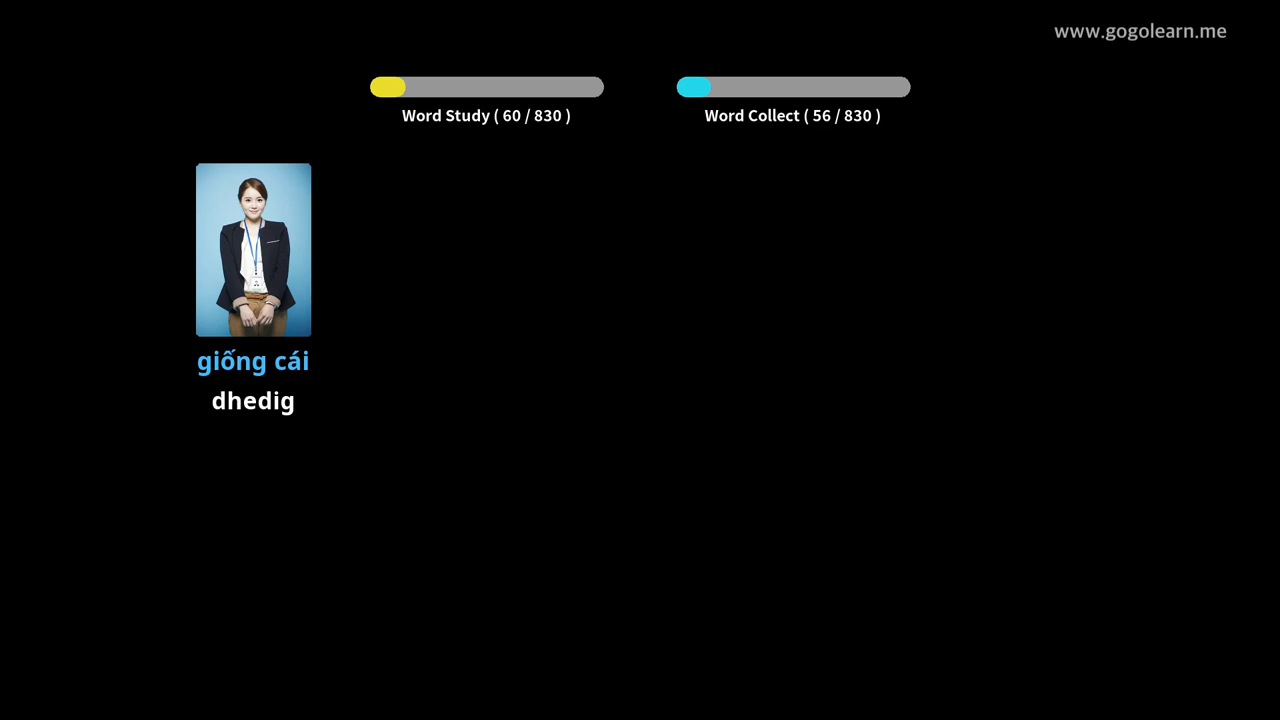 www.gogolearn.me
Word Study ( 60 / 830 )
Word Collect ( 56 / 830 )
giống cái
dhedig